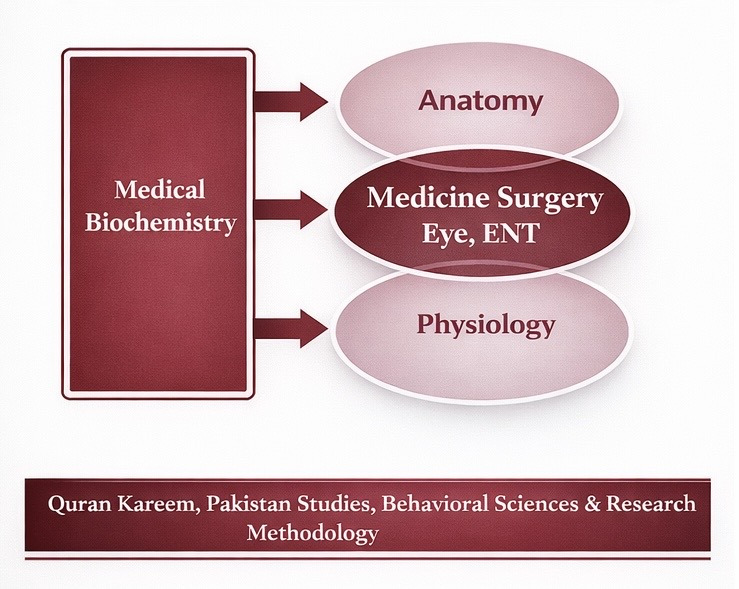 Medical
Biochemistry
Anatomy
Medicine Surgery
Eye, ENT
Physiology
Quran Kareem, Pakistan Studies, Behavioral Sciences & Research
Methodology